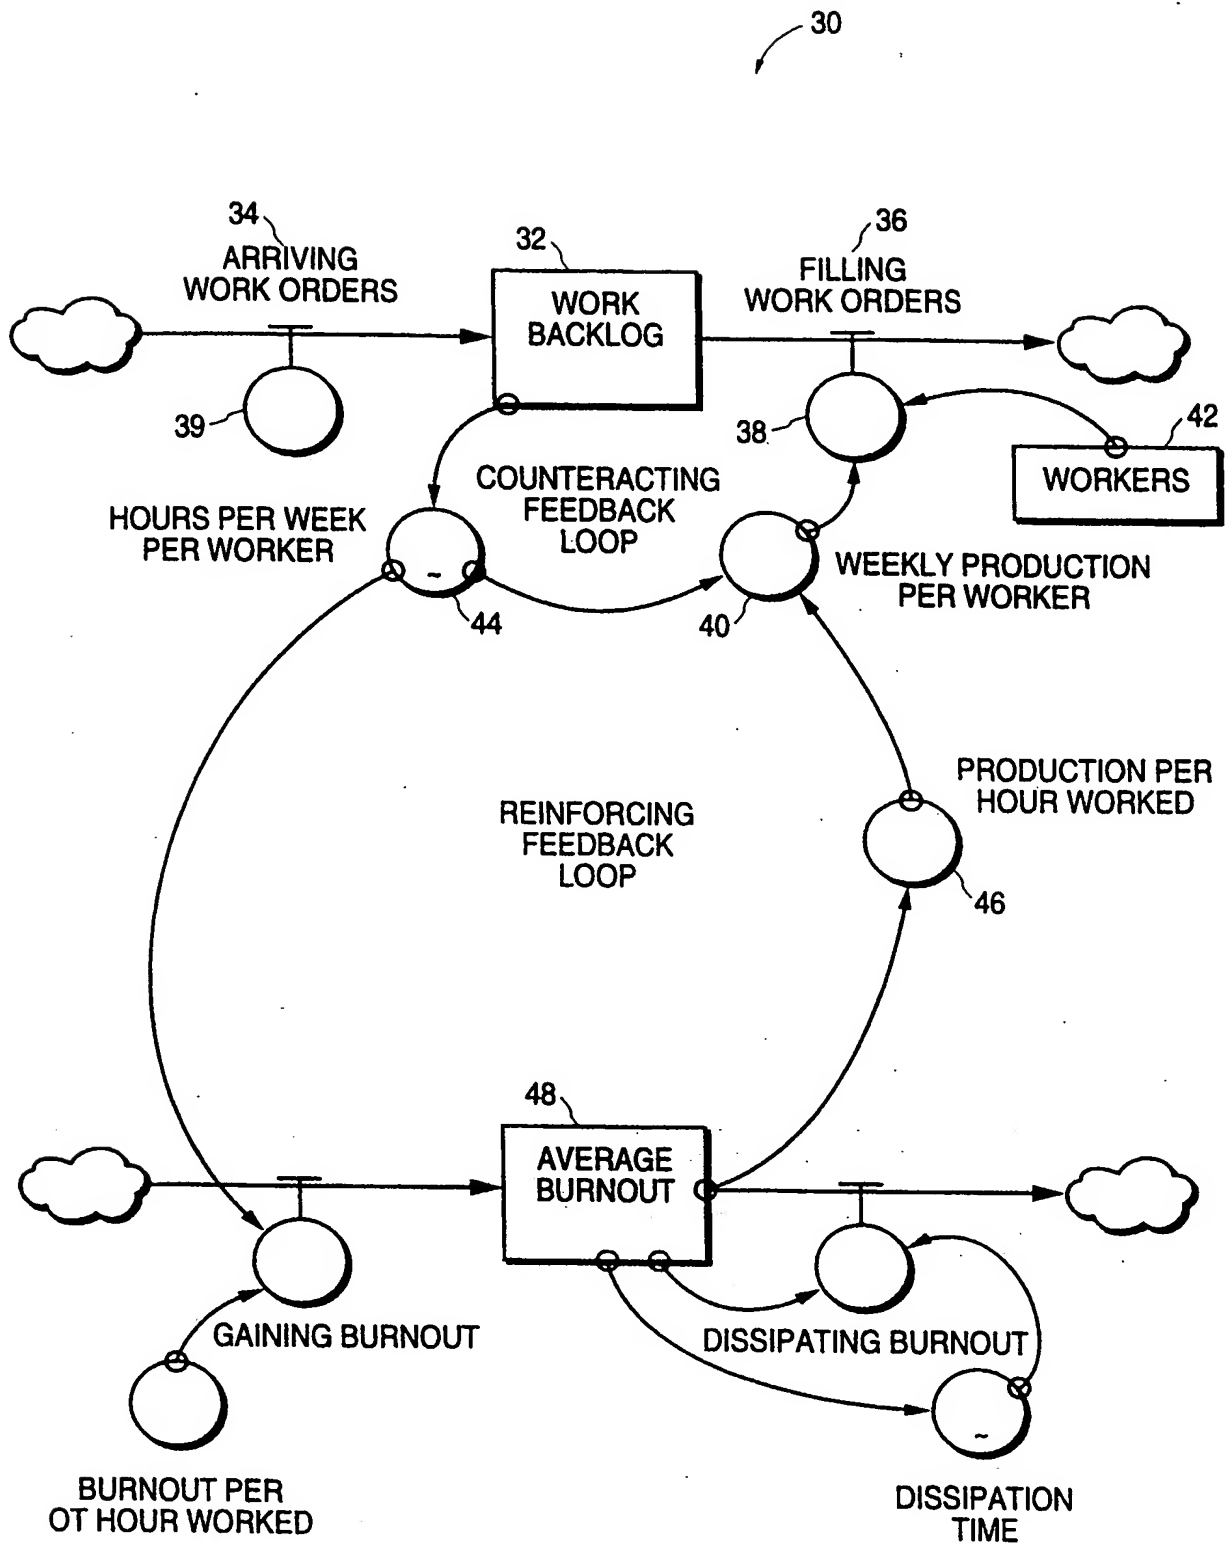 30
34
ARRIVING
WORK ORDERS
32
WORK
BACKLOG
36
FILLING
WORK ORDERS
39
38
42
WORKERS
COUNTERACTING
FEEDBACK
LOOP
HOURS PER WEEK
PER WORKER
~
44
40
WEEKLY PRODUCTION
PER WORKER
PRODUCTION PER
HOUR WORKED
REINFORCING
FEEDBACK
LOOP
46
48
AVERAGE
BURNOUT
GAINING BURNOUT
DISSIPATING BURNOUT
~
BURNOUT PER
OT HOUR WORKED
DISSIPATION
TIME